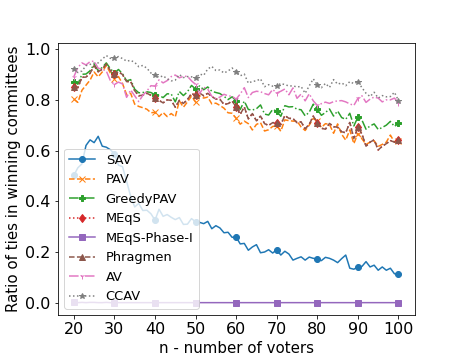 Ratio of ties in winning committees
1.0
0.8
0.6
0.4
0.2
0.0
SAV
PAV
GreedyPAV
MEqS
MEqS-Phase-I
Phragmen
AV
CCAV
20 30 40 50 60 70 80 90 100
n - number of voters